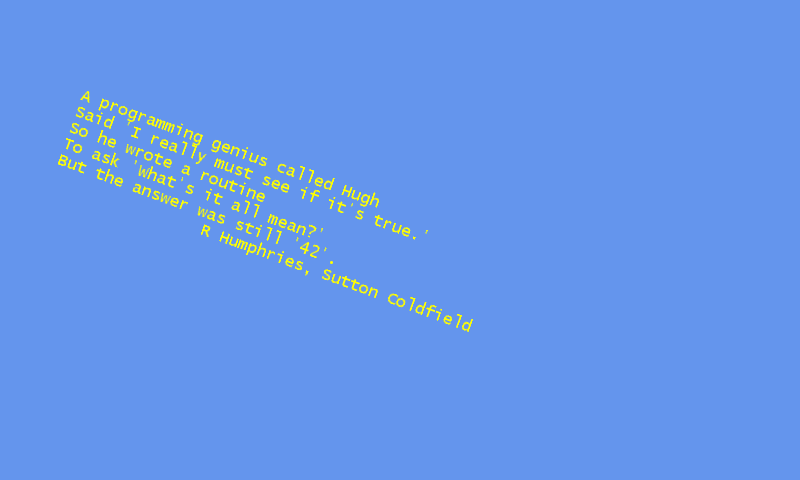 A programming genius called Hugh
Said 'I really must see if it's true.'
So he wrote a routine
To ask 'What's it all mean?'
But the answer was still '42'.
R Humphries, Sutton Coldfield